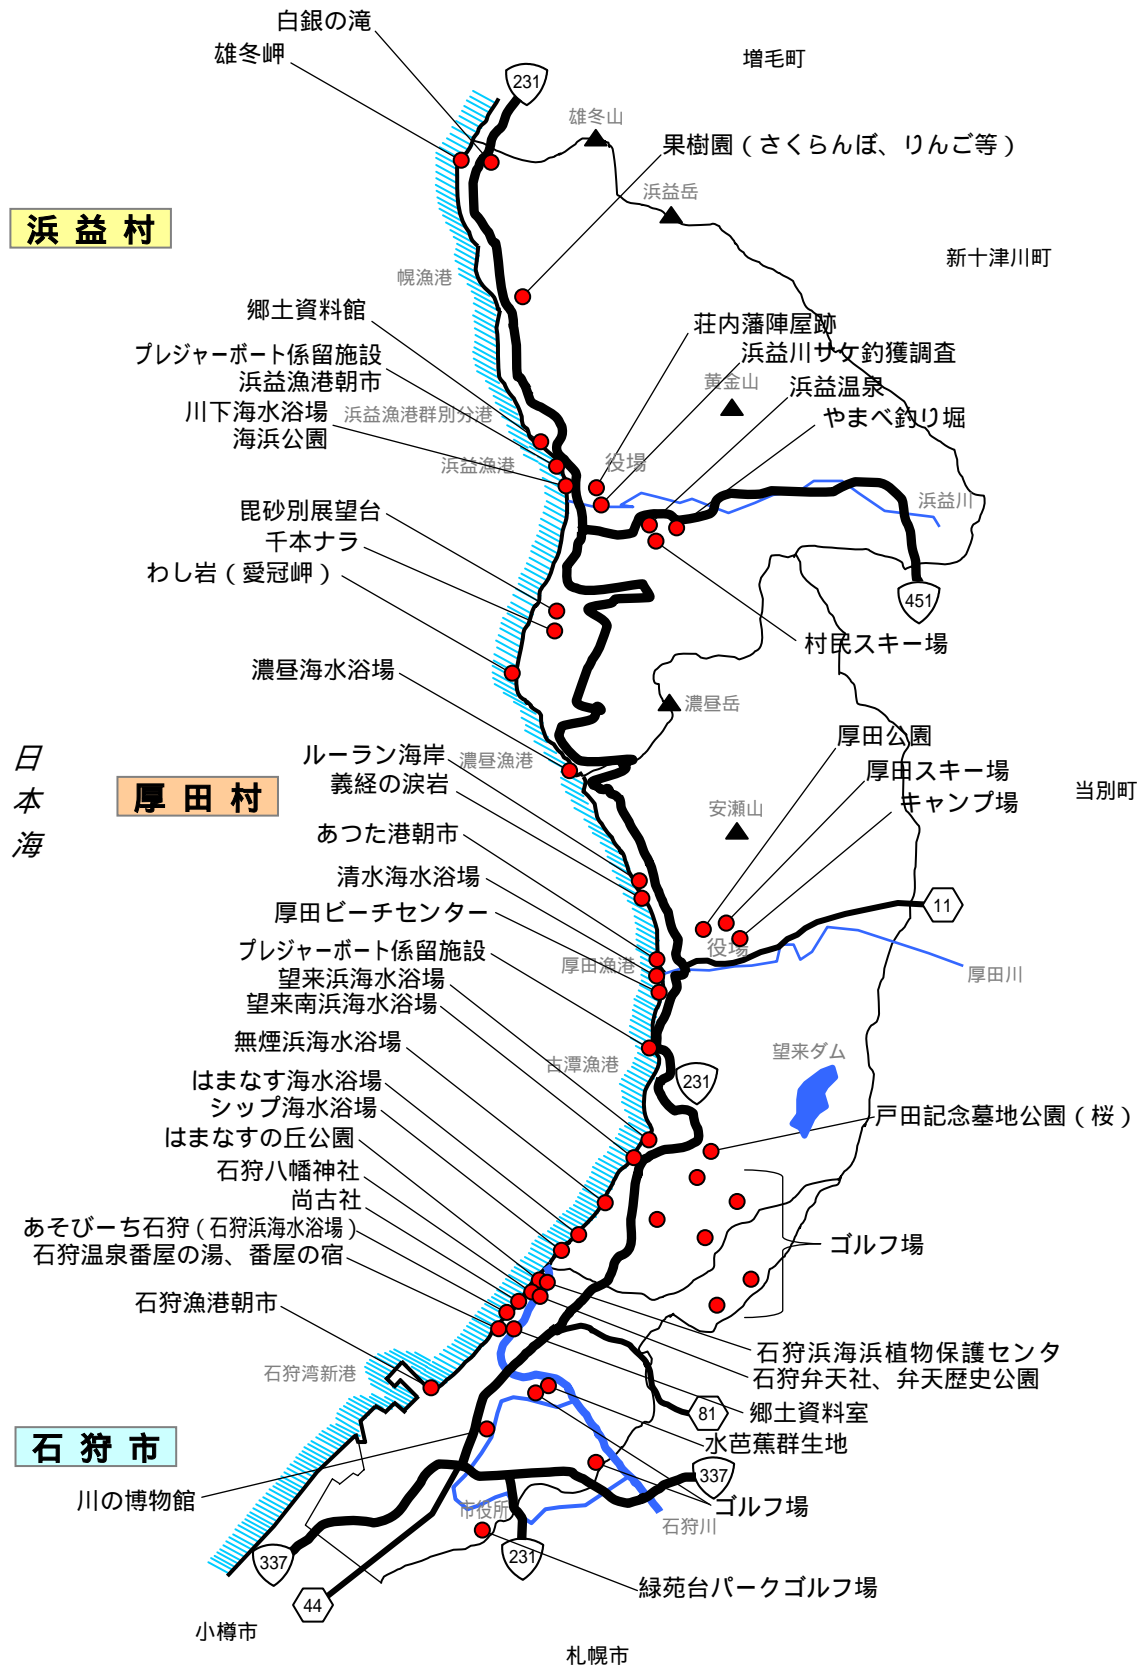 白銀の滝
雄冬岬
231
増毛町
雄冬山
果樹園（さくらんぼ、りんご等）
浜益岳
浜益村
新十津川町
幌漁港
郷土資料館
荘内藩陣屋跡
プレジャーボート係留施設
浜益川サケ釣獲調査
浜益漁港朝市
黄金山
浜益温泉
川下海水浴場
浜益漁港群別分港
やまべ釣り堀
海浜公園
浜益漁港
役場
浜益川
毘砂別展望台
千本ナラ
わし岩（愛冠岬）
451
村民スキー場
濃昼海水浴場
濃昼岳
厚田公園
日本海
ルーラン海岸
濃昼漁港
厚田スキー場
義経の涙岩
厚田村
キャンプ場
当別町
安瀬山
あつた港朝市
清水海水浴場
11
厚田ビーチセンター
役場
プレジャーボート係留施設
厚田漁港
厚田川
望来浜海水浴場
望来南浜海水浴場
無煙浜海水浴場
望来ダム
古潭漁港
はまなす海水浴場
231
シップ海水浴場
戸田記念墓地公園（桜）
はまなすの丘公園
石狩八幡神社
尚古社
あそびーち石狩（石狩浜海水浴場）
ゴルフ場
石狩温泉番屋の湯、番屋の宿
石狩漁港朝市
石狩浜海浜植物保護センタ
石狩湾新港
石狩弁天社、弁天歴史公園
81
郷土資料室
石狩市
水芭蕉群生地
337
川の博物館
ゴルフ場
市役所
石狩川
337
231
緑苑台パークゴルフ場
44
小樽市
札幌市